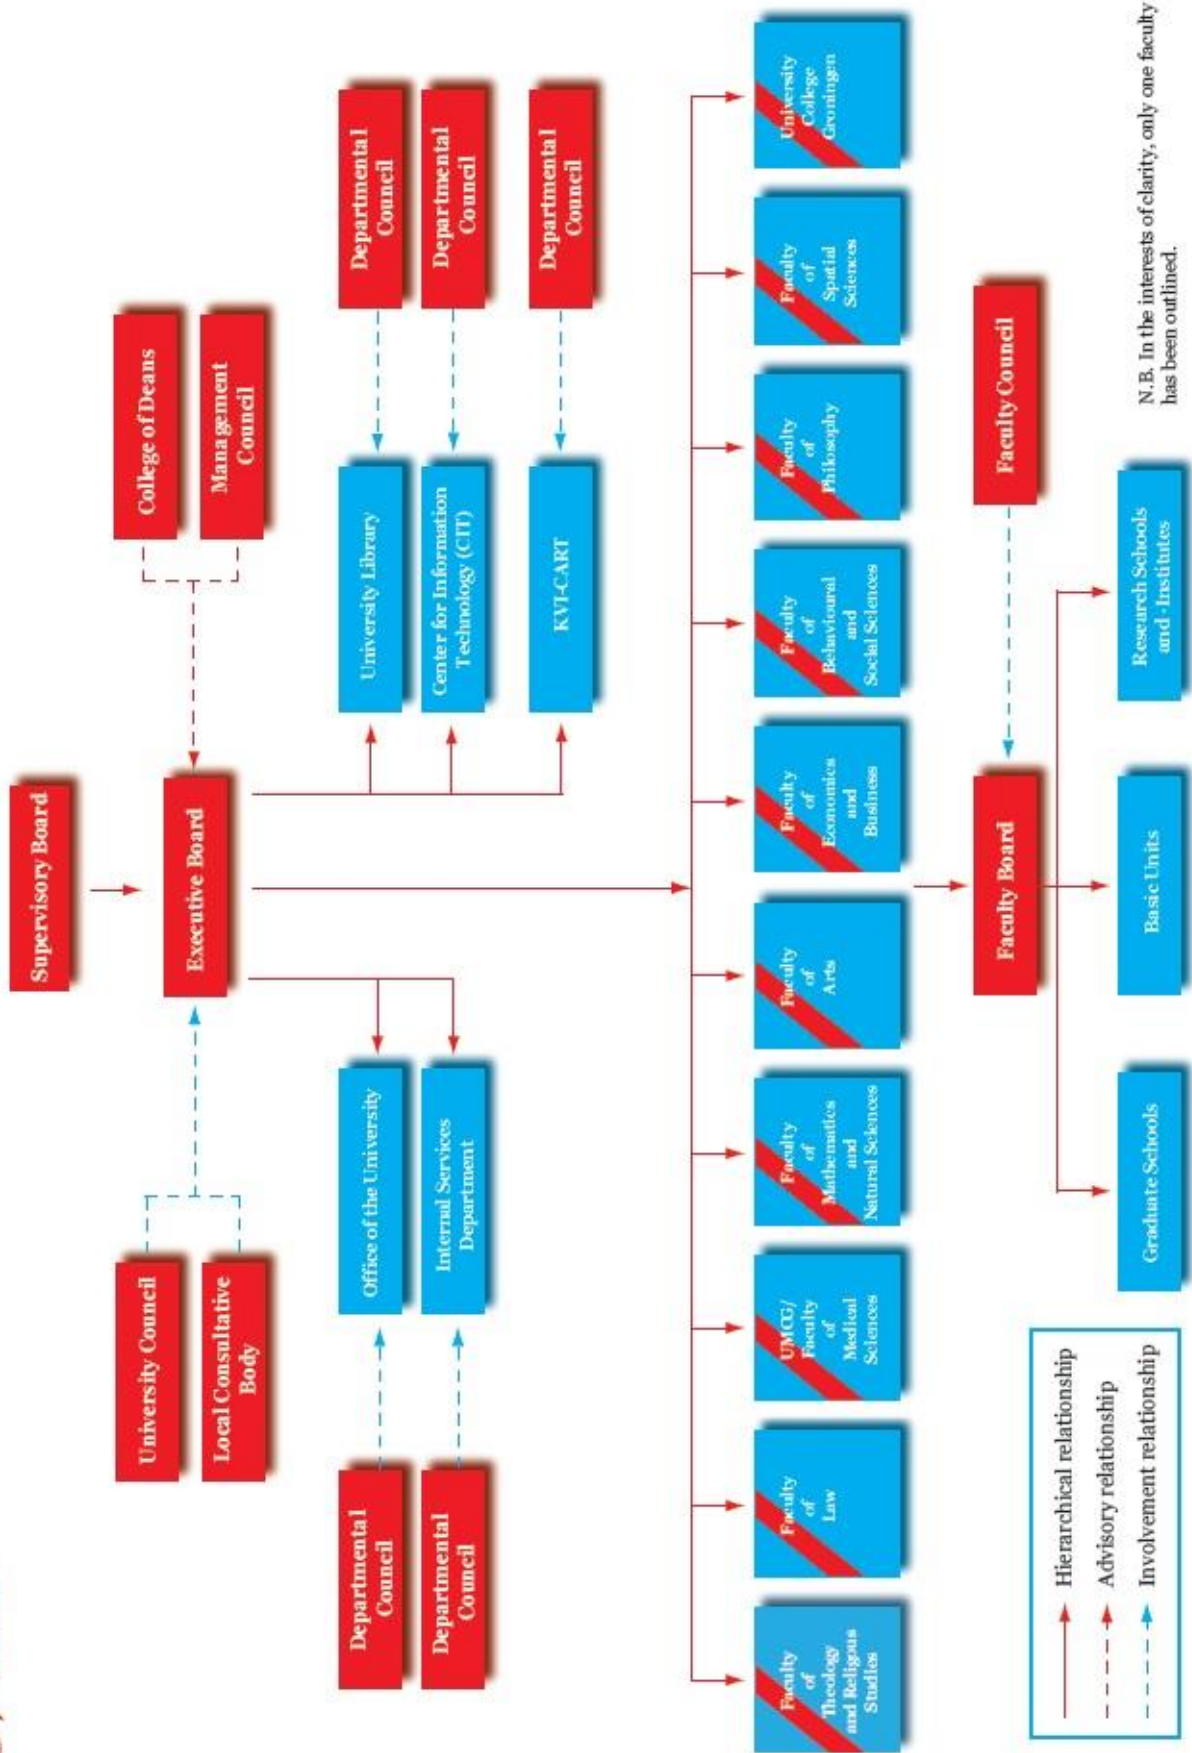 Supervisory Board
University Council
Local Consultative
Body
Executive Board
College of Deans
Management
Council
Departmental
Council
Departmental
Council
Office of the University
Internal Services
Department
University Library
Center for Information
Technology (CIT)
KVI-CART
Departmental
Council
Departmental
Council
Departmental
Council
Faculty
of
Theology
and Religous
Studies
Faculty
of
Law
UMCG/
Faculty
of
Medical
Sciences
Faculty
of
Mathematics
and
Natural Sciences
Faculty
of
Arts
Faculty
of
Economics
and
Business
Faculty
of
Behavioural
and
Social Sciences
Faculty
of
Philosophy
Faculty
of
Spatial
Sciences
University
College
Groningen
Faculty Board
Faculty Council
Graduate Schools
Basic Units
Research Schools
and - Institutes
Hierarchical relationship
Advisory relationship
Involvement relationship
N.B. In the interests of clarity, only one faculty
has been outlined.